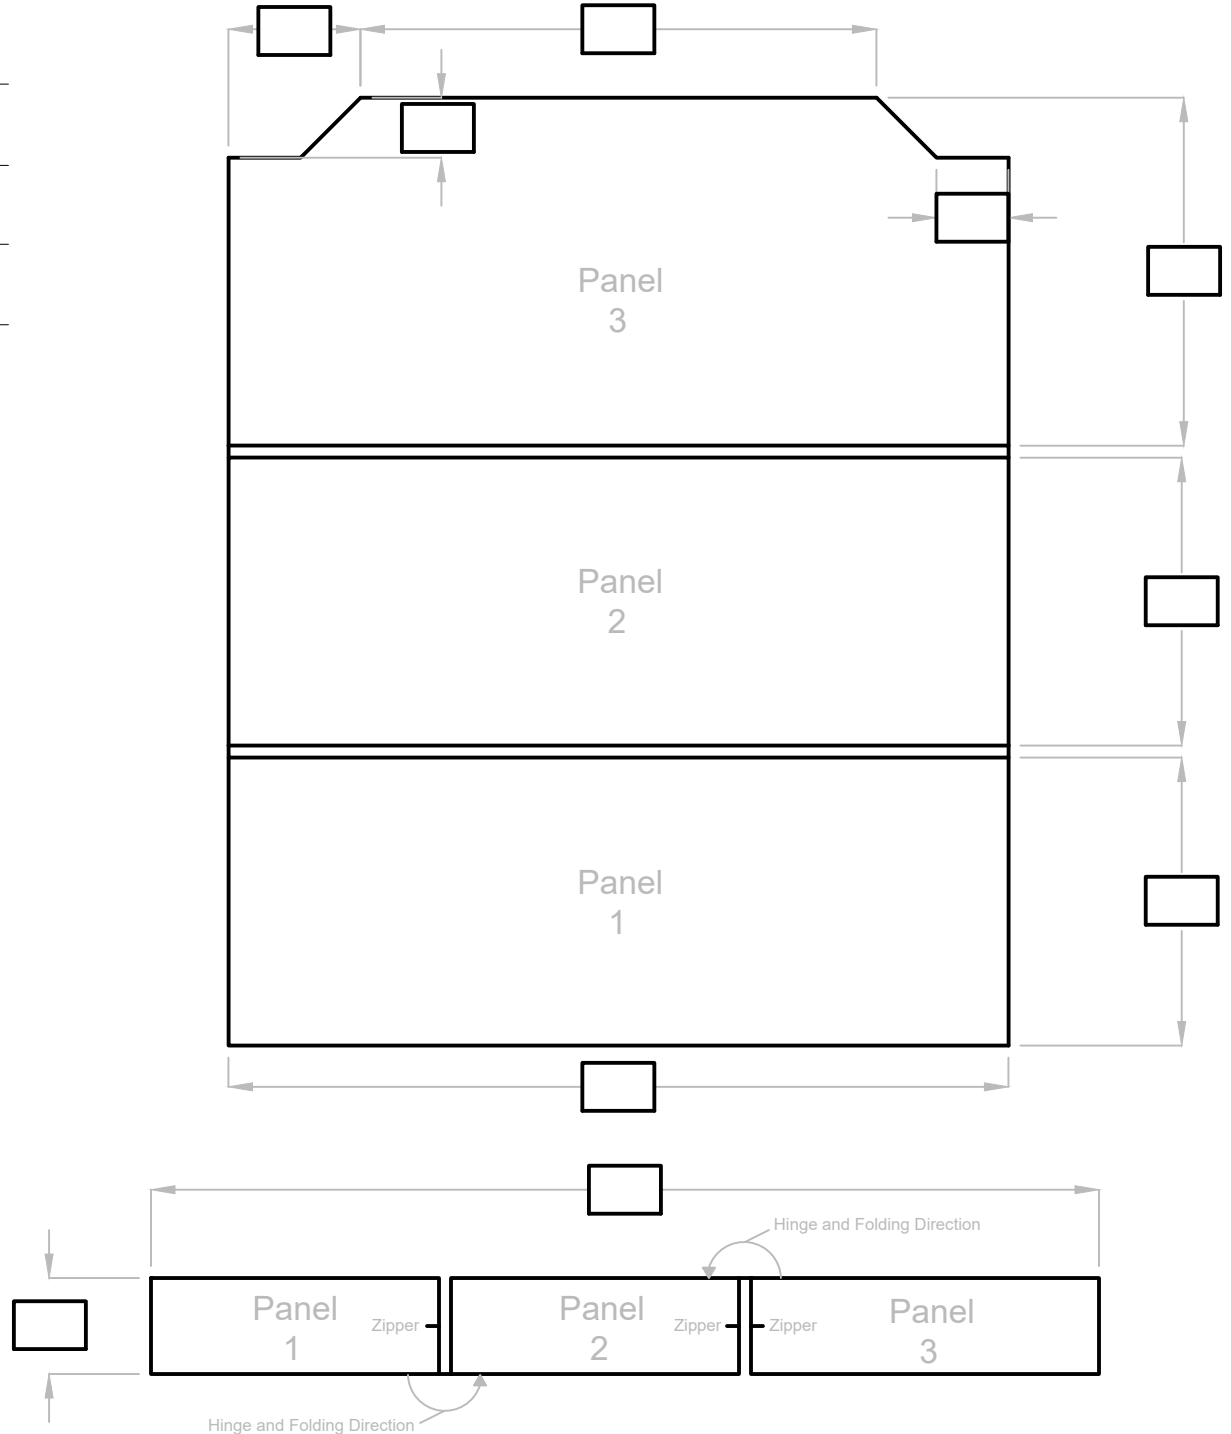 Panel
3
Panel
2
Panel
1
Hinge and Folding Direction
Panel
1
Zipper
Panel
2
Zipper
Zipper
Panel
3
Hinge and Folding Direction